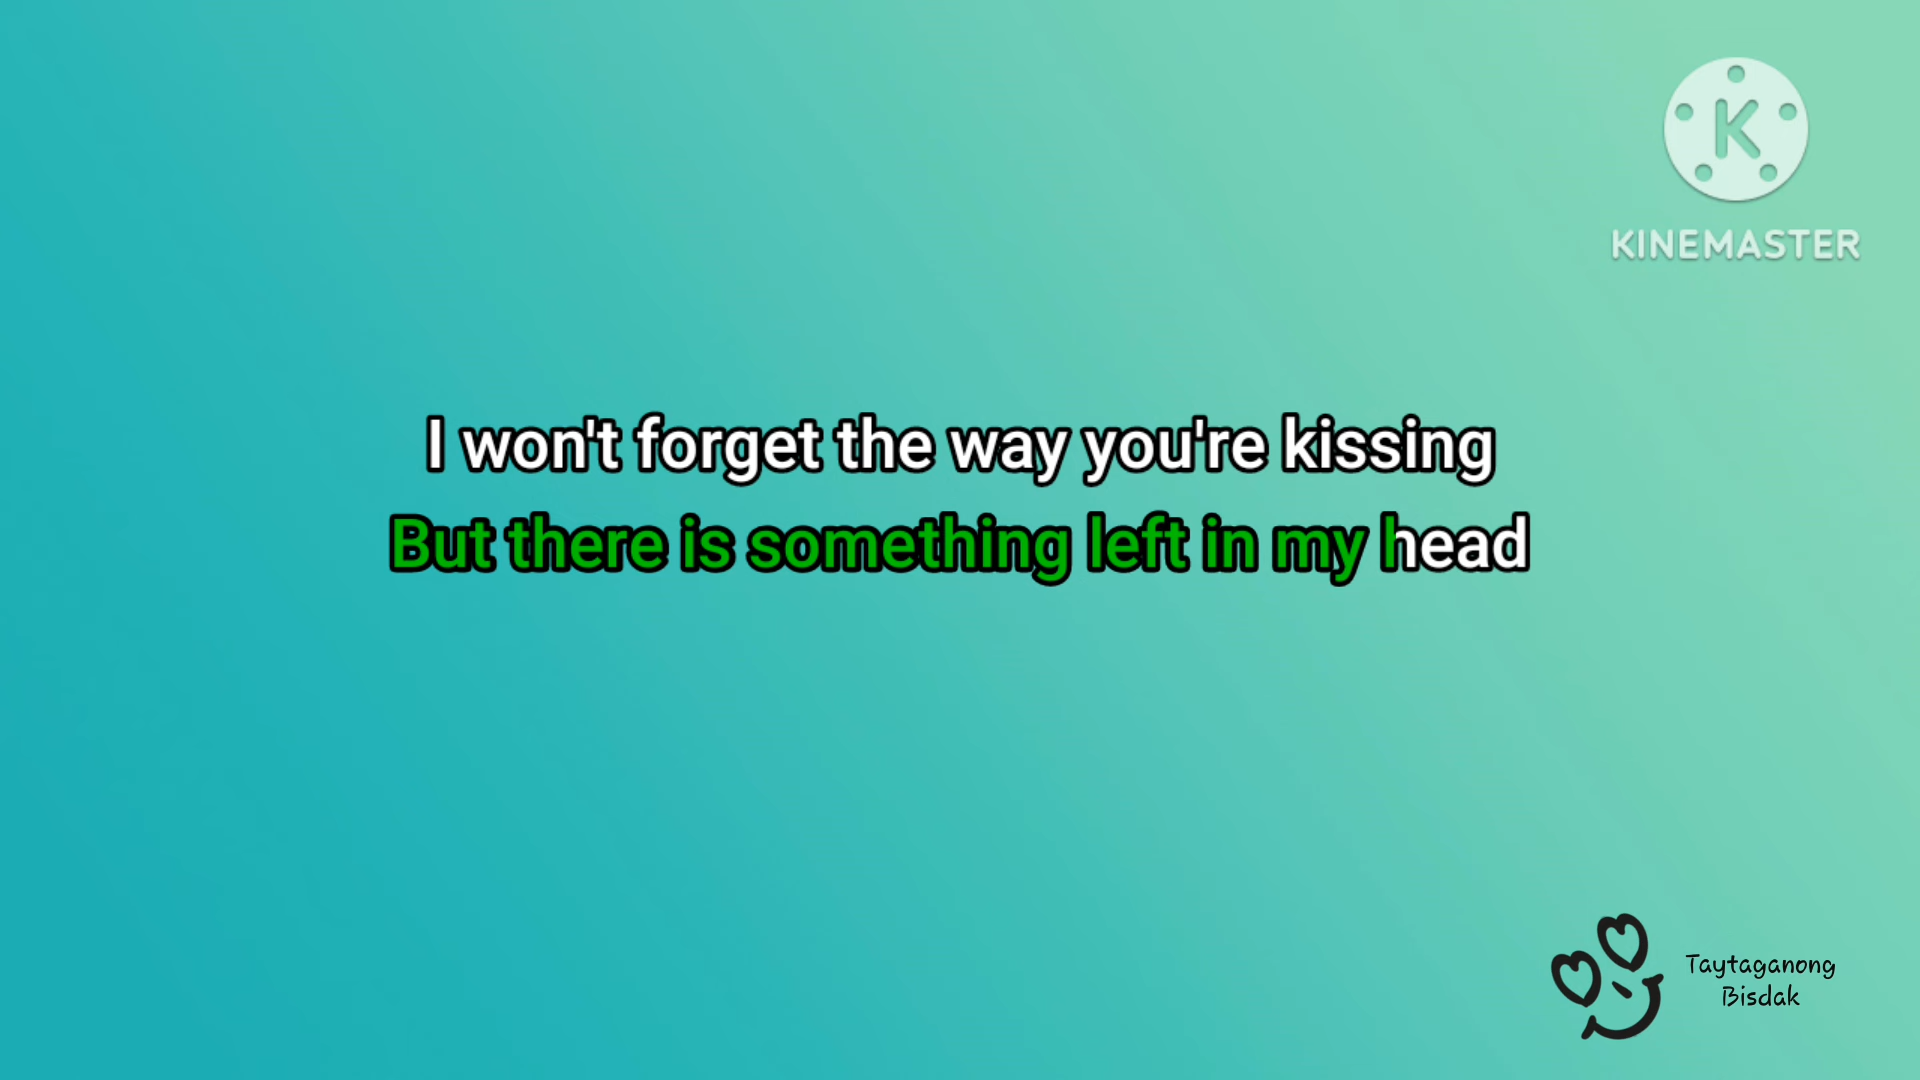 K
KINEMASTER
I won't forget the way you're kissing
But there is something left in my head
Taytaganong
Bisdak